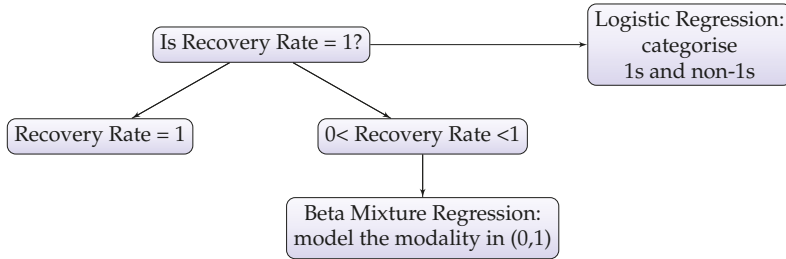 Is Recovery Rate = 1?
Logistic Regression:
categorise
1s and non-1s
Recovery Rate = 1
0< Recovery Rate <1
Beta Mixture Regression:
model the modality in (0,1)